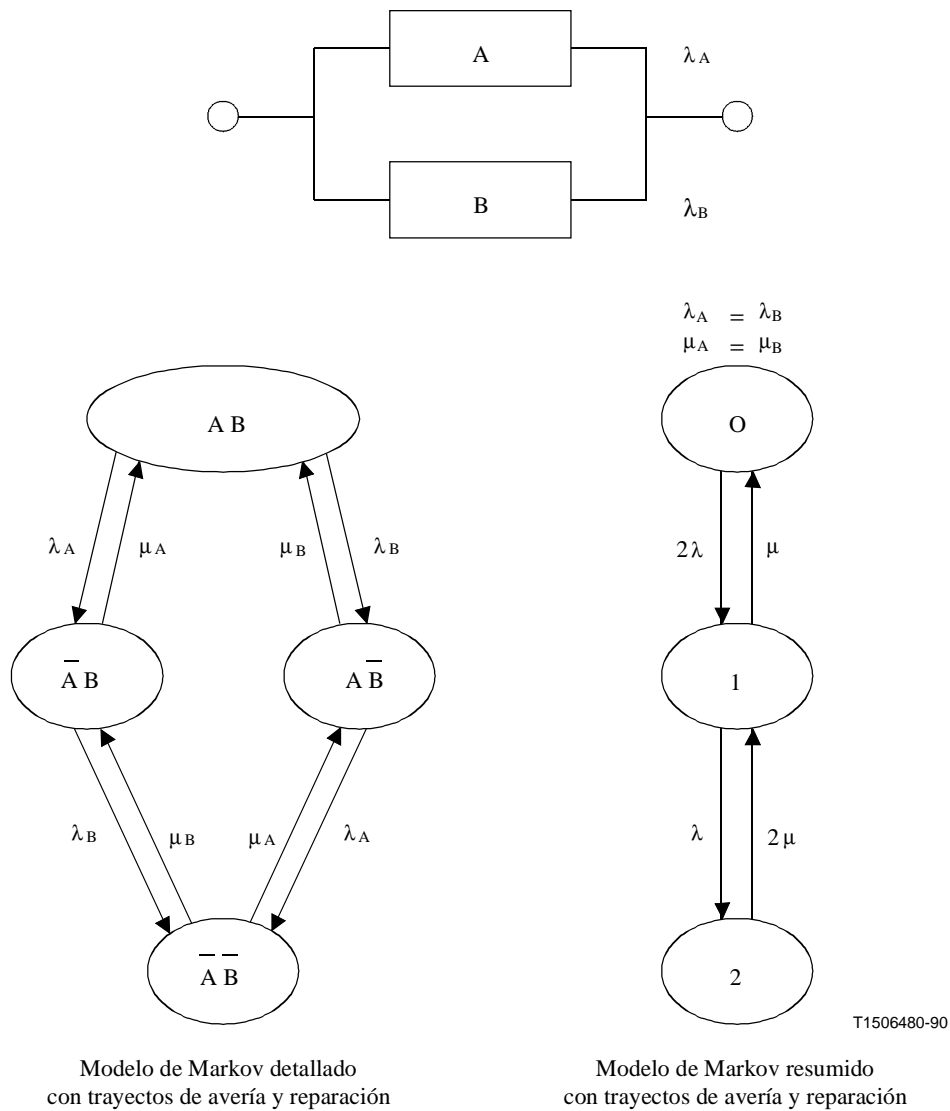 A
λA
B
λB
λA = λB
μA = μB
A B
O
λA
μA
μB
λB
2λ
μ
A̅ B
A B̅
1
λB
μB
μA
λA
λ
2μ
A̅ B̅
2
T1506480-90
Modelo de Markov detallado
con trayectos de avería y reparación
Modelo de Markov resumido
con trayectos de avería y reparación